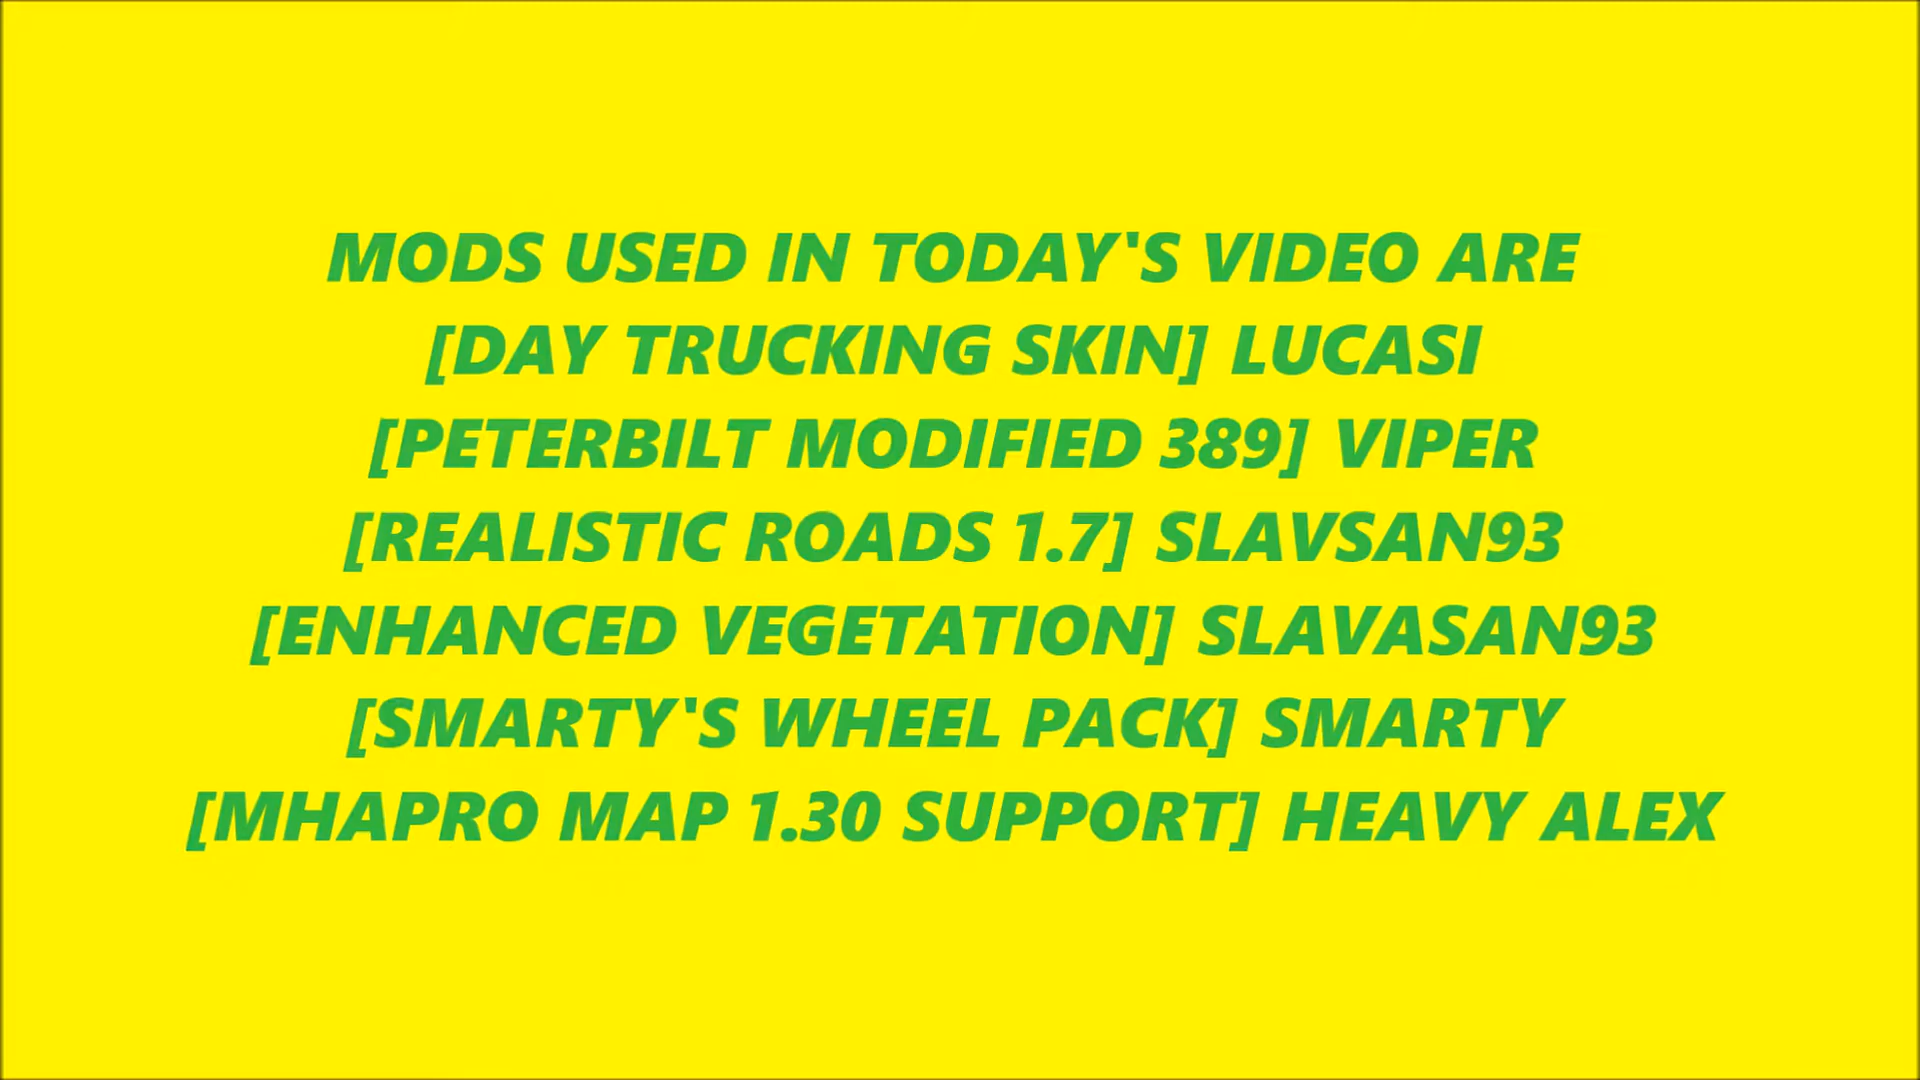 MODS USED IN TODAY'S VIDEO ARE
[DAY TRUCKING SKIN] LUCASI
[PETERBILT MODIFIED 389] VIPER
[REALISTIC ROADS 1.7] SLAVSAN93
[ENHANCED VEGETATION] SLAVASAN93
[SMARTY'S WHEEL PACK] SMARTY
[MHAPRO MAP 1.30 SUPPORT] HEAVY ALEX